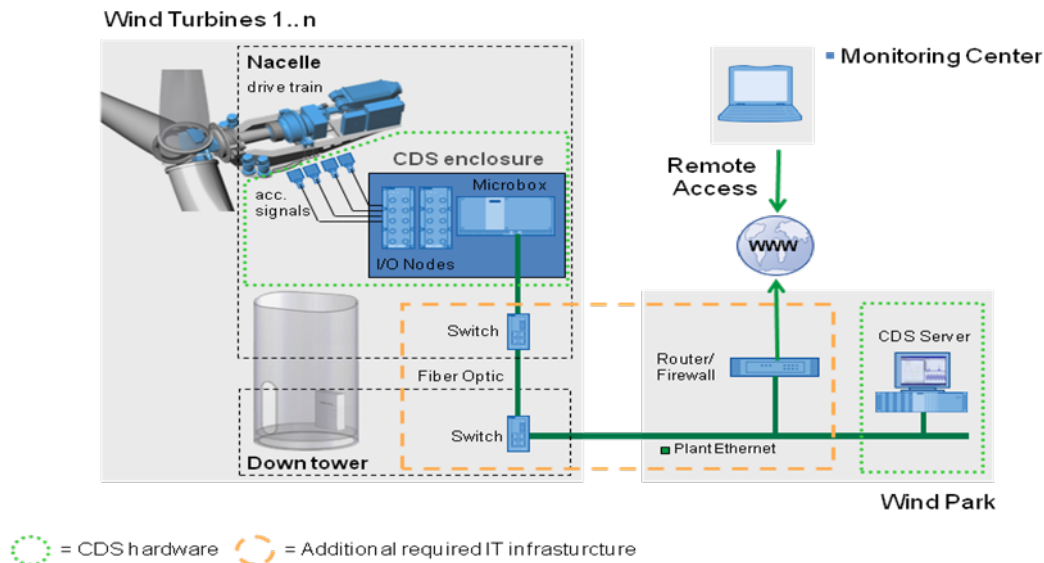 Wind Turbines 1..n
Nacelle
drive train
CDS enclosure
Microbox
acc.
signals
I/O Nodes
Switch
Fiber Optic
Switch
Down tower
Monitoring Center
Remote
Access
WWW
Router/
Firewall
CDS Server
Plant Ethernet
Wind Park
= CDS hardware
= Additional required IT infrasturcture